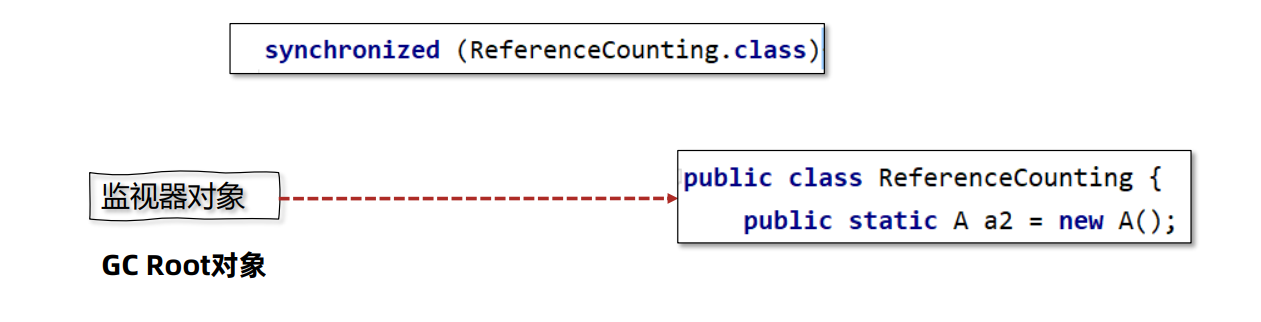 synchronized (ReferenceCounting.class)
监视器对象
public class ReferenceCounting {
public static A a2 = new A();
GC Root对象